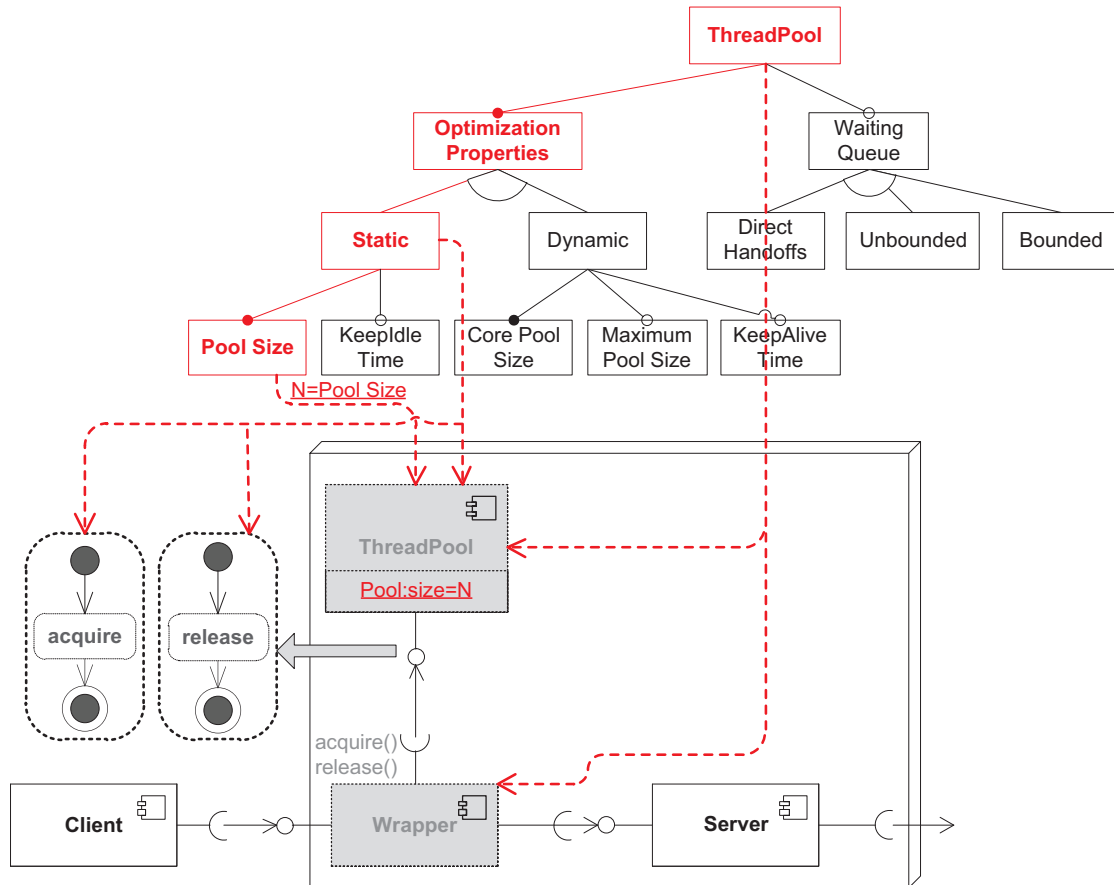 ThreadPool
Optimization
Properties
Waiting
Queue
Static
Dynamic
Direct
Handoffs
Unbounded
Bounded
Pool Size
KeepIdle
Time
Core Pool
Size
Maximum
Pool Size
KeepAlive
Time
N=Pool Size
ThreadPool
Pool:size=N
acquire
release
acquire()
release()
Client
Wrapper
Server